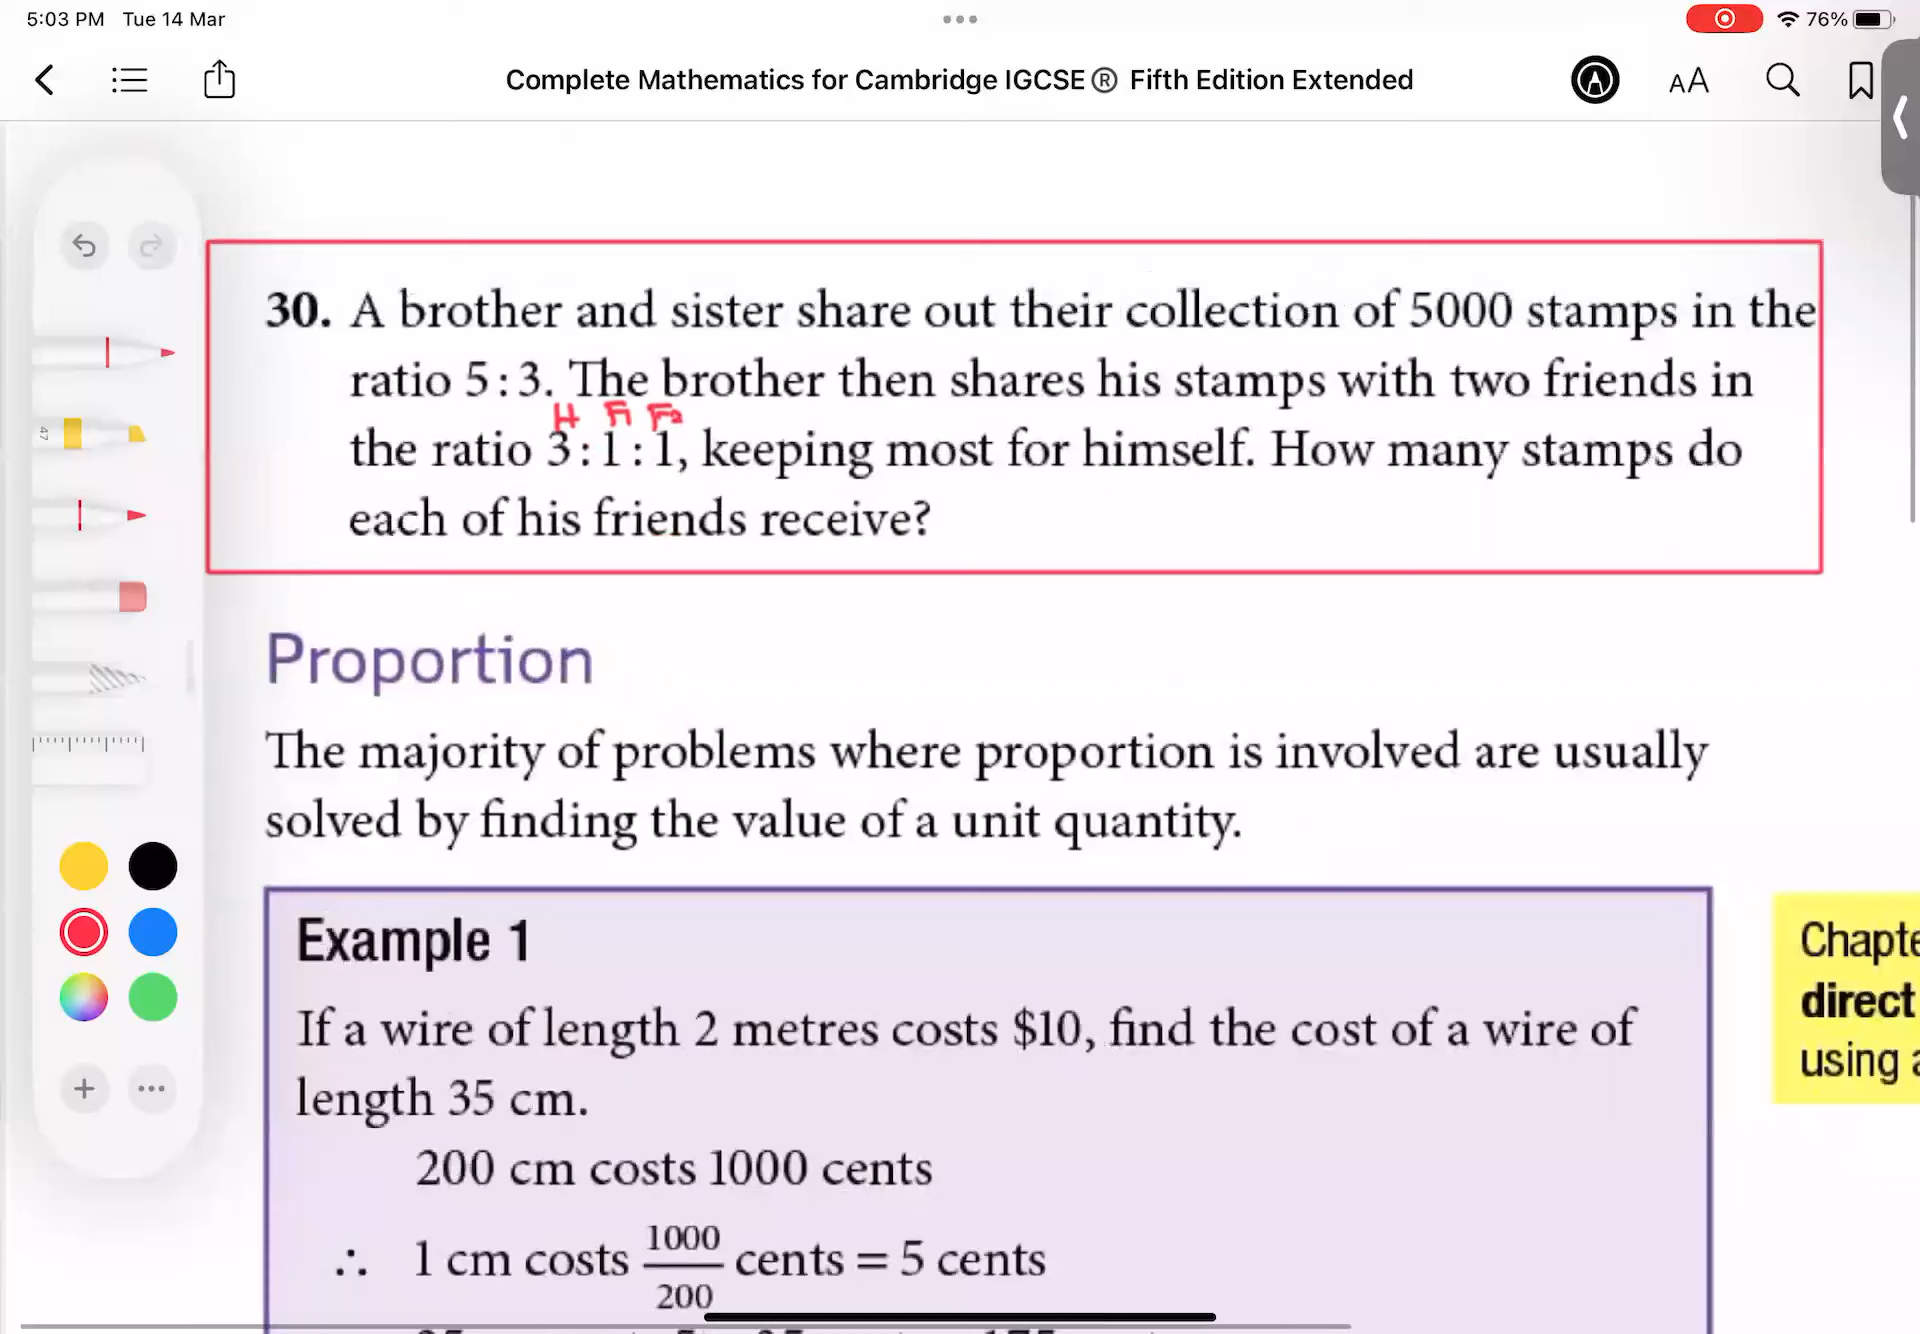 5:03 PM Tue 14 Mar
76%
Complete Mathematics for Cambridge IGCSE® Fifth Edition Extended
AA
30. A brother and sister share out their collection of 5000 stamps in the
ratio 5 : 3. The brother then shares his stamps with two friends in
H F1 F2
the ratio 3 : 1 : 1, keeping most for himself. How many stamps do
each of his friends receive?
47
Proportion
The majority of problems where proportion is involved are usually
solved by finding the value of a unit quantity.
Example 1
If a wire of length 2 metres costs $10, find the cost of a wire of
length 35 cm.
200 cm costs 1000 cents
∴ 1 cm costs 1000/200 cents = 5 cents
Chapte
direct
using a